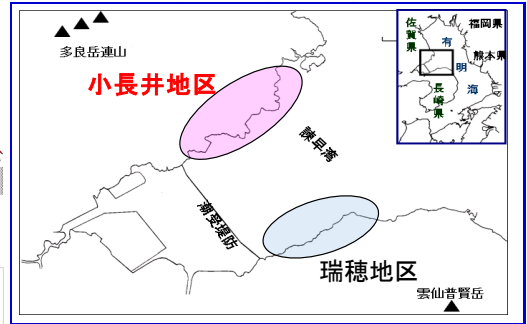 多良岳連山
小長井地区
諫早湾
潮受堤防
瑞穂地区
雲仙普賢岳
佐賀県
福岡県
有明海
熊本県
長崎県